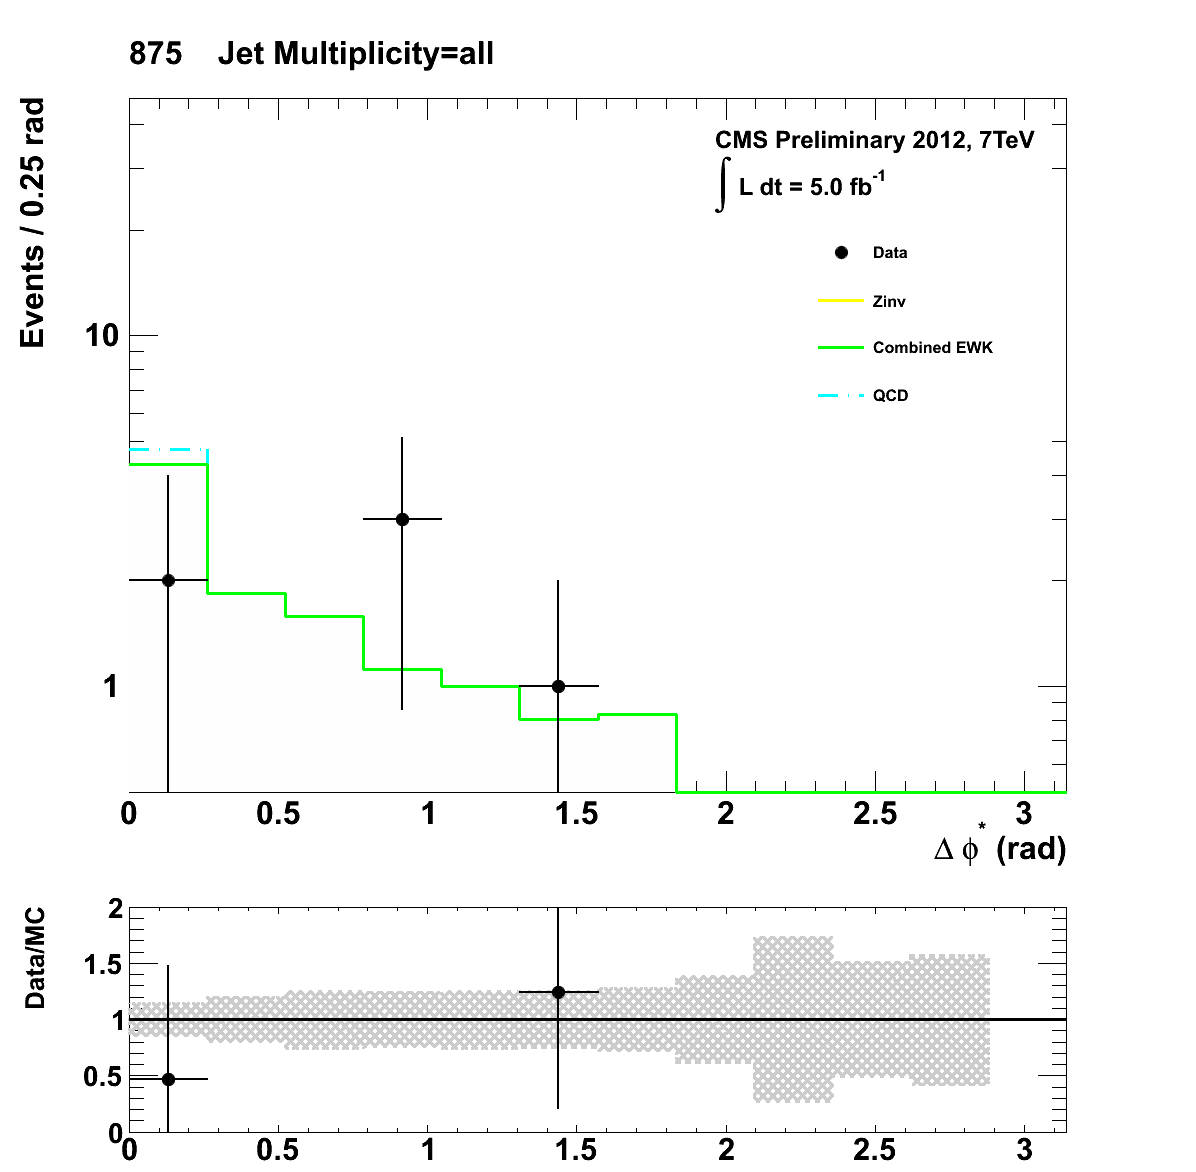 875 Jet Multiplicity=all
Events / 0.25 rad
CMS Preliminary 2012, 7TeV
∫ L dt = 5.0 fb⁻¹
Data
Zinv
Combined EWK
QCD
10
1
0 0.5 1 1.5 2 2.5 3
Δ ϕ* (rad)
Data/MC
2
1.5
1
0.5
0
0 0.5 1 1.5 2 2.5 3